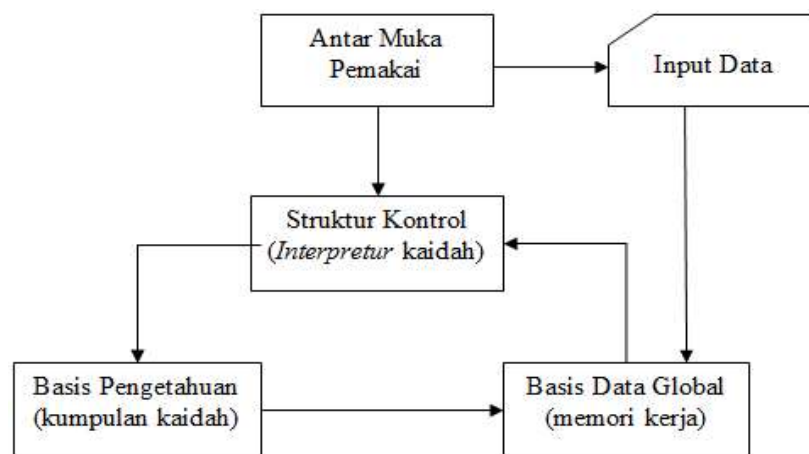 Antar Muka
Pemakai
Input Data
Struktur Kontrol
(Interpretur kaidah)
Basis Pengetahuan
(kumpulan kaidah)
Basis Data Global
(memori kerja)